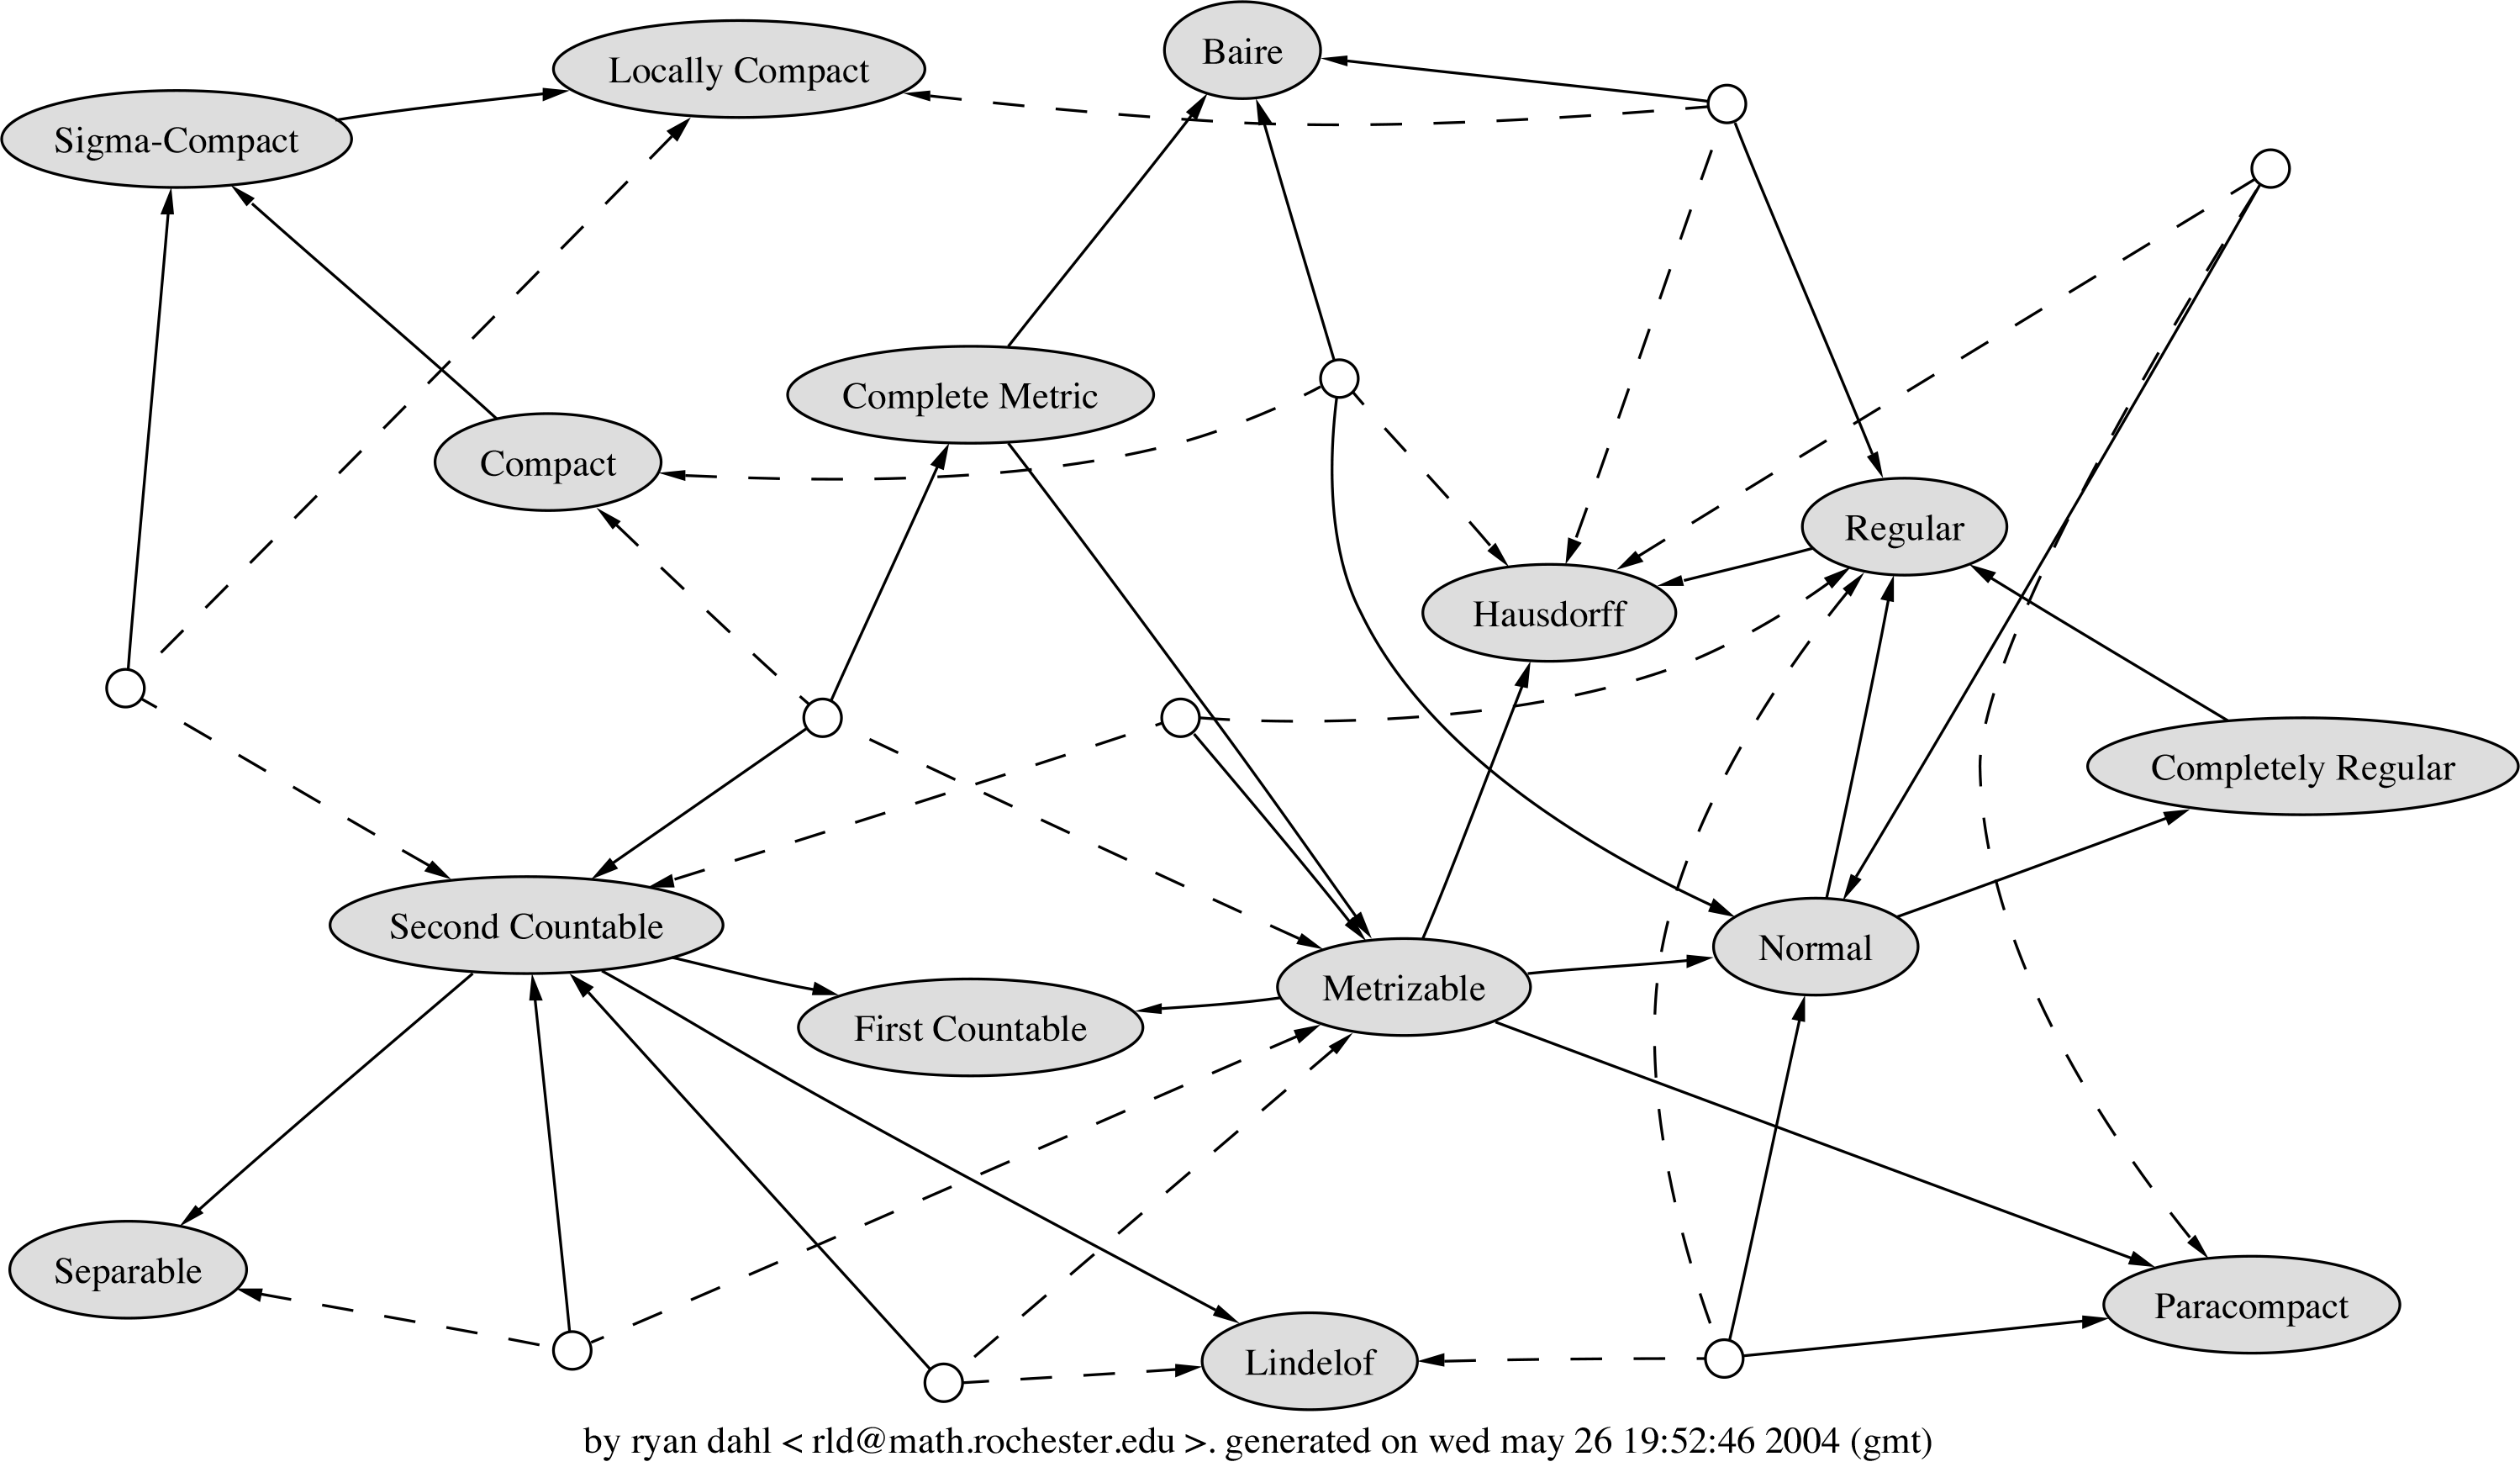 Baire
Locally Compact
Sigma-Compact
Complete Metric
Compact
Regular
Hausdorff
Completely Regular
Second Countable
Normal
Metrizable
First Countable
Separable
Paracompact
Lindelof
by ryan dahl < rld@math.rochester.edu >. generated on wed may 26 19:52:46 2004 (gmt)